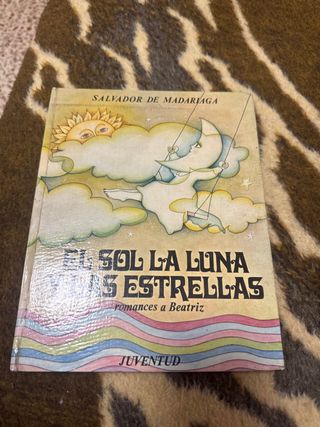 SALVADOR DE MADARIAGA
EL SOL LA LUNA
Y LAS ESTRELLAS
romances a Beatriz
JUVENTUD